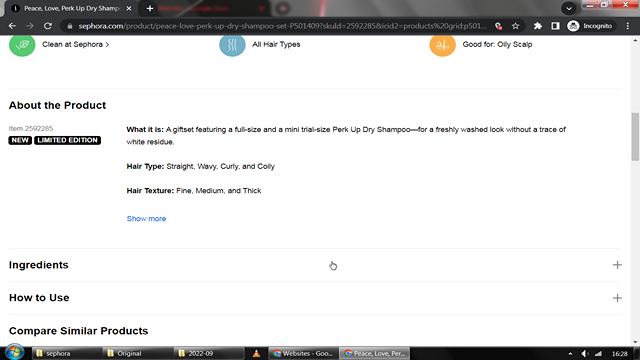 Peace, Love, Perk Up Dry Shampo
sephora.com/product/peace-love-perk-up-dry-shampoo-set-P501409?skuId=2592285&icid2=products%20grid:p501...
Incognito
Clean at Sephora >
All Hair Types
Good for: Oily Scalp
About the Product
Item 2592285
NEW LIMITED EDITION
What it is: A giftset featuring a full-size and a mini trial-size Perk Up Dry Shampoo—for a freshly washed look without a trace of
white residue.
Hair Type: Straight, Wavy, Curly, and Coily
Hair Texture: Fine, Medium, and Thick
Show more
Ingredients
How to Use
Compare Similar Products
sephora
Original
2022-09
Websites - Goo...
Peace, Love, Per...
16:28